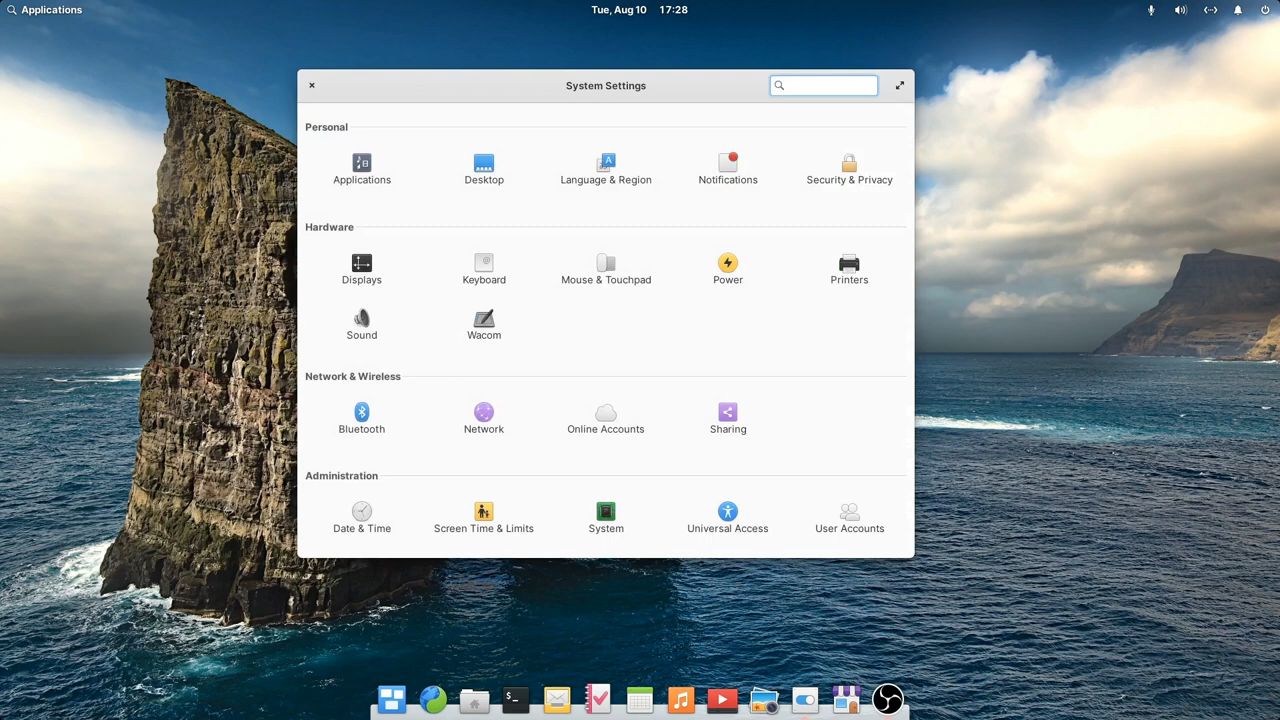 Applications
Tue, Aug 10 17:28
System Settings
Personal
Applications
Desktop
Language & Region
Notifications
Security & Privacy
Hardware
Displays
Keyboard
Mouse & Touchpad
Power
Printers
Sound
Wacom
Network & Wireless
Bluetooth
Network
Online Accounts
Sharing
Administration
Date & Time
Screen Time & Limits
System
Universal Access
User Accounts